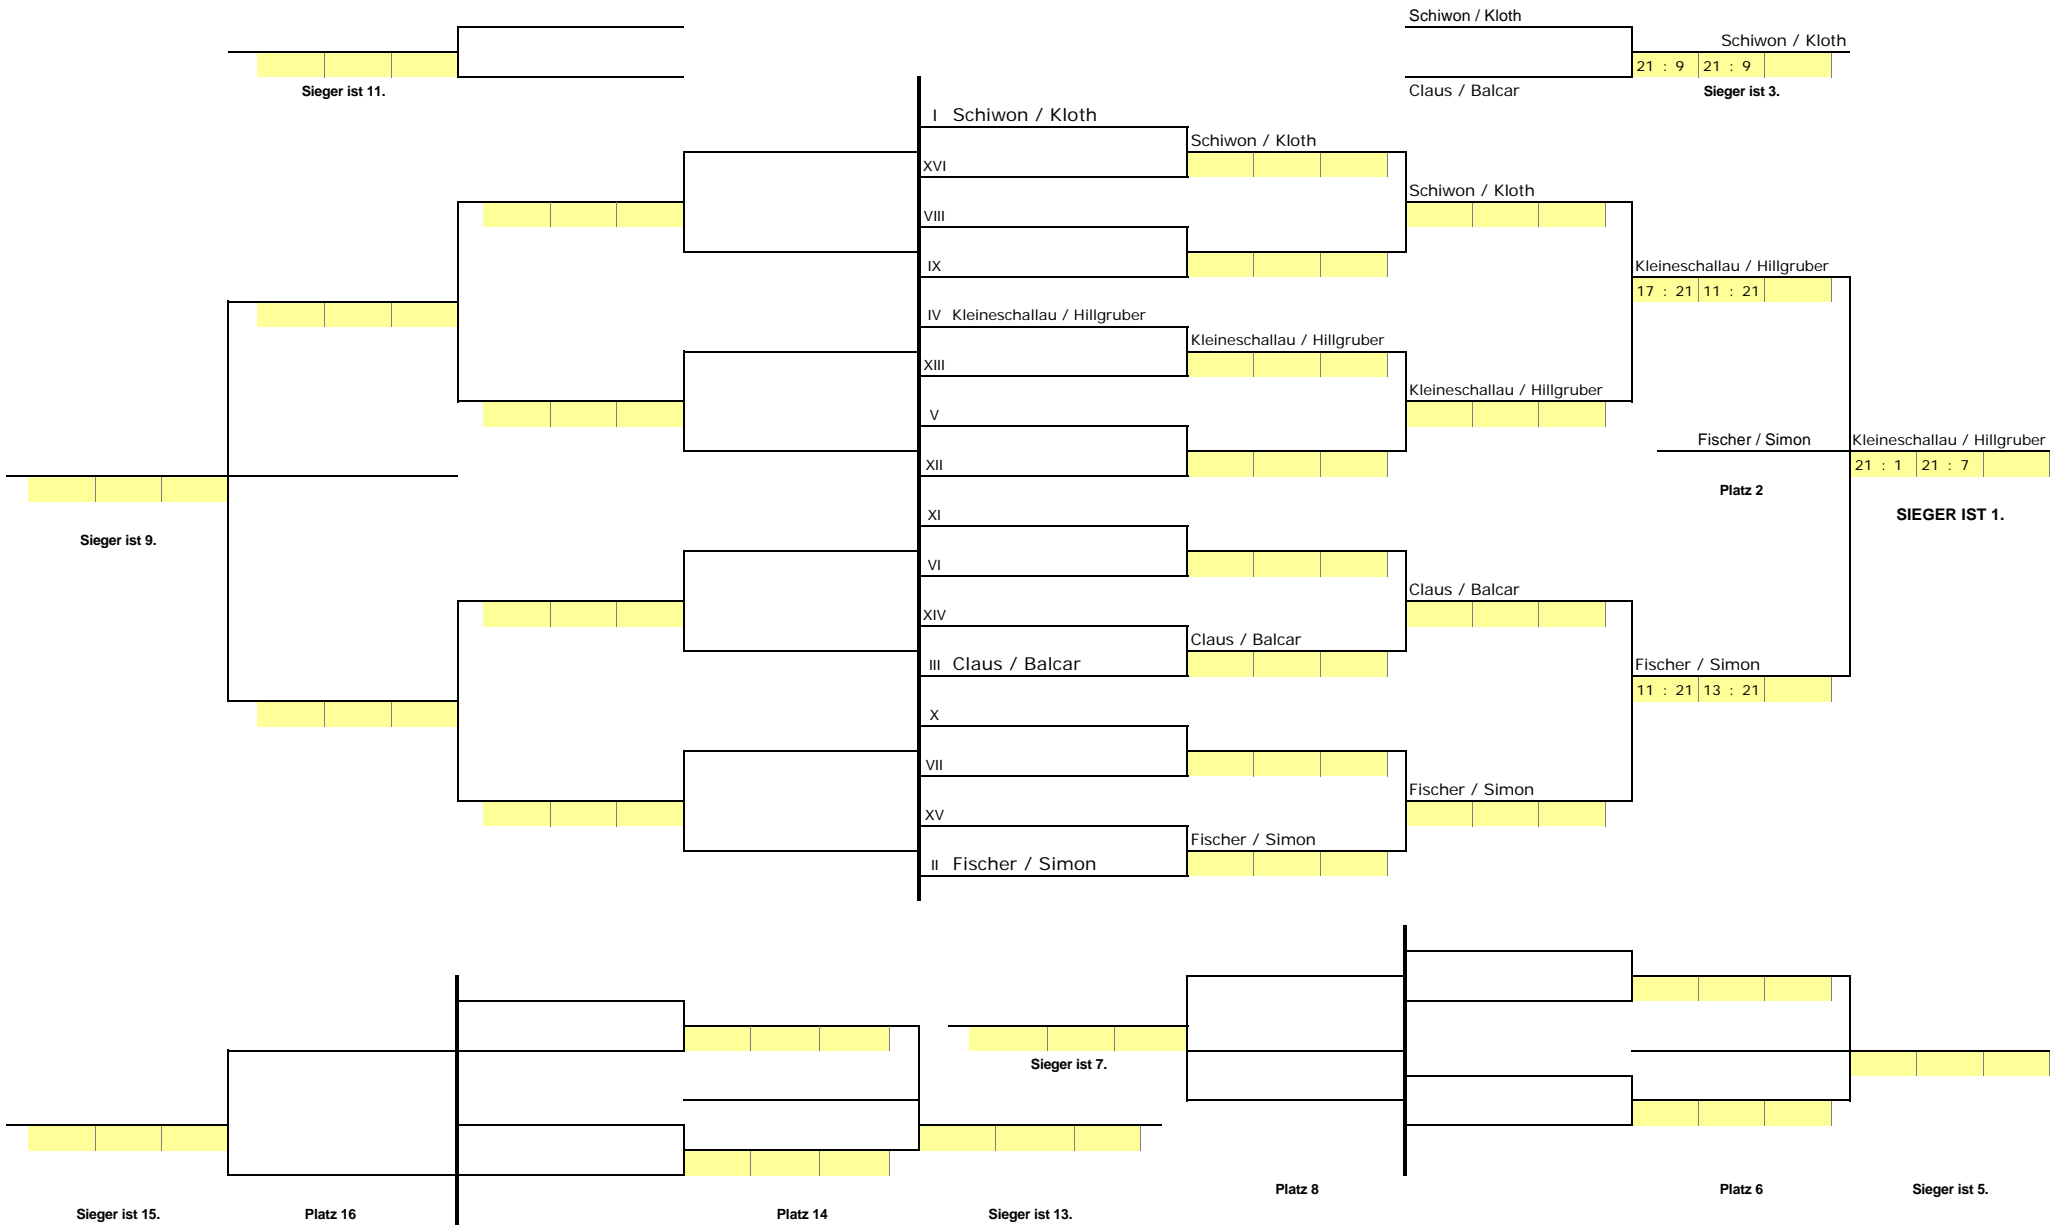 Schiwon / Kloth
Schiwon / Kloth
21 : 9 21 : 9
Sieger ist 11.
Claus / Balcar
Sieger ist 3.
I Schiwon / Kloth
Schiwon / Kloth
XVI
Schiwon / Kloth
VIII
IX
Kleineschallau / Hillgruber
17 : 21 11 : 21
IV Kleineschallau / Hillgruber
Kleineschallau / Hillgruber
XIII
Kleineschallau / Hillgruber
V
Fischer / Simon
Kleineschallau / Hillgruber
XII
21 : 1 21 : 7
Platz 2
XI
SIEGER IST 1.
Sieger ist 9.
VI
Claus / Balcar
XIV
Claus / Balcar
III Claus / Balcar
Fischer / Simon
11 : 21 13 : 21
X
VII
Fischer / Simon
XV
Fischer / Simon
II Fischer / Simon
Sieger ist 7.
Platz 8
Platz 6
Sieger ist 5.
Sieger ist 15.
Platz 16
Platz 14
Sieger ist 13.